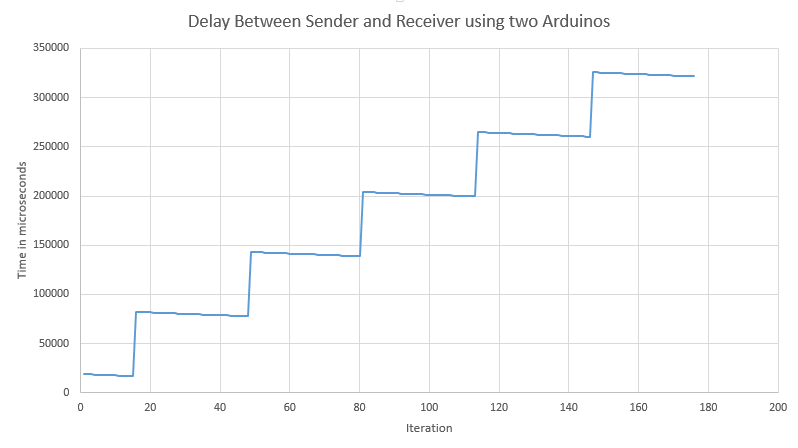 Delay Between Sender and Receiver using two Arduinos
350000
300000
250000
200000
150000
100000
50000
0
Time in microseconds
0 20 40 60 80 100 120 140 160 180 200
Iteration